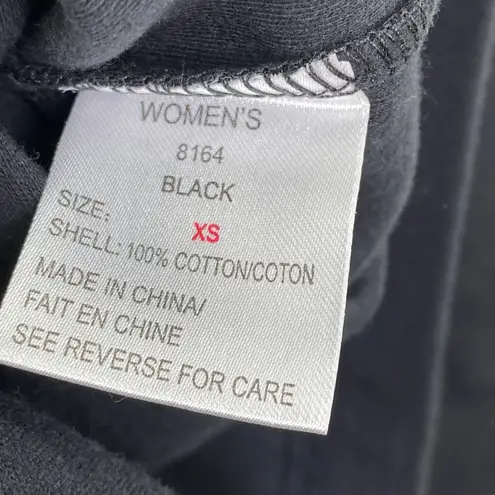 WOMEN'S
8164
BLACK
SIZE: XS
SHELL: 100% COTTON/COTON
MADE IN CHINA/
FAIT EN CHINE
SEE REVERSE FOR CARE